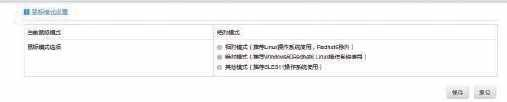 鼠标模式设置
当前鼠标模式 绝对模式
鼠标模式选择 相对模式（推荐Linux操作系统使用，Redhat6除外）
绝对模式（推荐Windows和Redhat6 Linux操作系统使用）
其他模式（推荐SLES11操作系统使用）
保存 重置